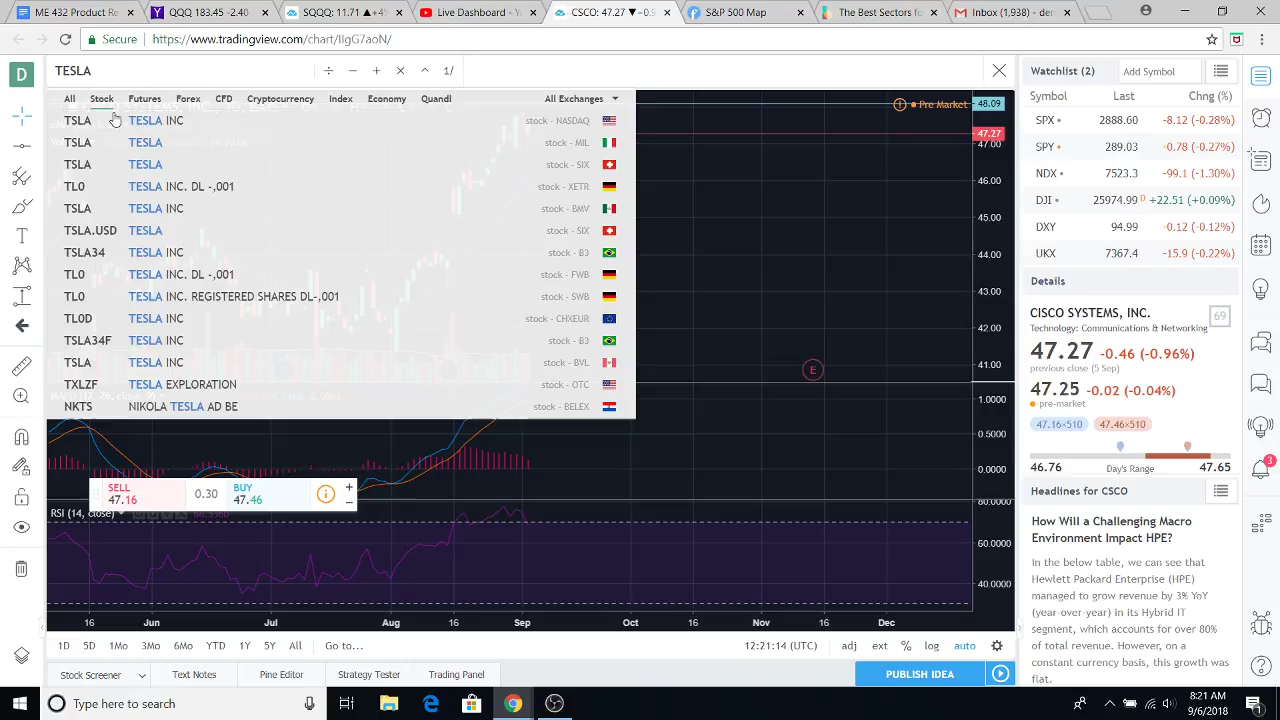 ME 432 Project - Go
QQQ 183.45 -2.40
SQQQ: 11.71 ▲+4
Live Dashboard - Yo
CSCO: 47.27 ▼-0.9
S&P 500 Map
The Best Sectors fo
Gmail Inbox (1,938) - den
Secure https://www.tradingview.com/chart/IlgG7aoN/
D
TESLA
1/
All Stock Futures Forex CFD Cryptocurrency Index Economy Quandl All Exchanges
TSLA TESLA INC stock - NASDAQ
TSLA TESLA stock - MIL
TSLA TESLA stock - SIX
TL0 TESLA INC. DL -,001 stock - XETR
TSLA TESLA INC stock - BMV
TSLA.USD TESLA stock - SIX
TSLA34 TESLA INC stock - B3
TL0 TESLA INC. DL -,001 stock - FWB
TL0 TESLA INC. REGISTERED SHARES DL-,001 stock - SWB
TL0D TESLA INC stock - CHXEUR
TSLA34F TESLA INC stock - B3
TSLA TESLA INC stock - BVL
TXLZF TESLA EXPLORATION stock - OTC
NKTS NIKOLA TESLA AD BE stock - BELEX
Pre Market 48.09
47.27
47.00
46.00
45.00
44.00
43.00
42.00
41.00
E
1.0000
0.5000
0.0000
SELL
47.16
0.30
BUY
47.46
RSI (14, close)
80.0000
60.0000
40.0000
16 Jun Jul Aug 16 Sep Oct 16 Nov 16 Dec
1D 5D 1Mo 3Mo 6Mo YTD 1Y 5Y All Go to... 12:21:14 (UTC) adj ext % log auto
Stock Screener Text Notes Pine Editor Strategy Tester Trading Panel PUBLISH IDEA
Watchlist (2) Add Symbol
Symbol Last Chng (%)
SPX 2888.60 -8.12 (-0.28%)
SPY 289.03 -0.78 (-0.27%)
NDX 7523.3 -99.1 (-1.30%)
DJI 25974.99 D +22.51 (+0.09%)
DXY 94.99 -0.12 (-0.12%)
UKX 7367.4 -15.9 (-0.22%)
Details
CISCO SYSTEMS, INC. 69
Technology: Communications & Networking
47.27 -0.46 (-0.96%)
previous close (5 Sep)
47.25 -0.02 (-0.04%)
pre-market
47.16×510 47.46×510
46.76 Day's Range 47.65
Headlines for CSCO
How Will a Challenging Macro
Environment Impact HPE?
In the below table, we can see that
Hewlett Packard Enterprise (HPE)
managed to grow revenue by 3% YoY
(year-over-year) in its Hybrid IT
segment, which accounts for over 80%
of total revenue. However, on a
constant currency basis, this growth was
flat.
3
Type here to search
8:21 AM
9/6/2018